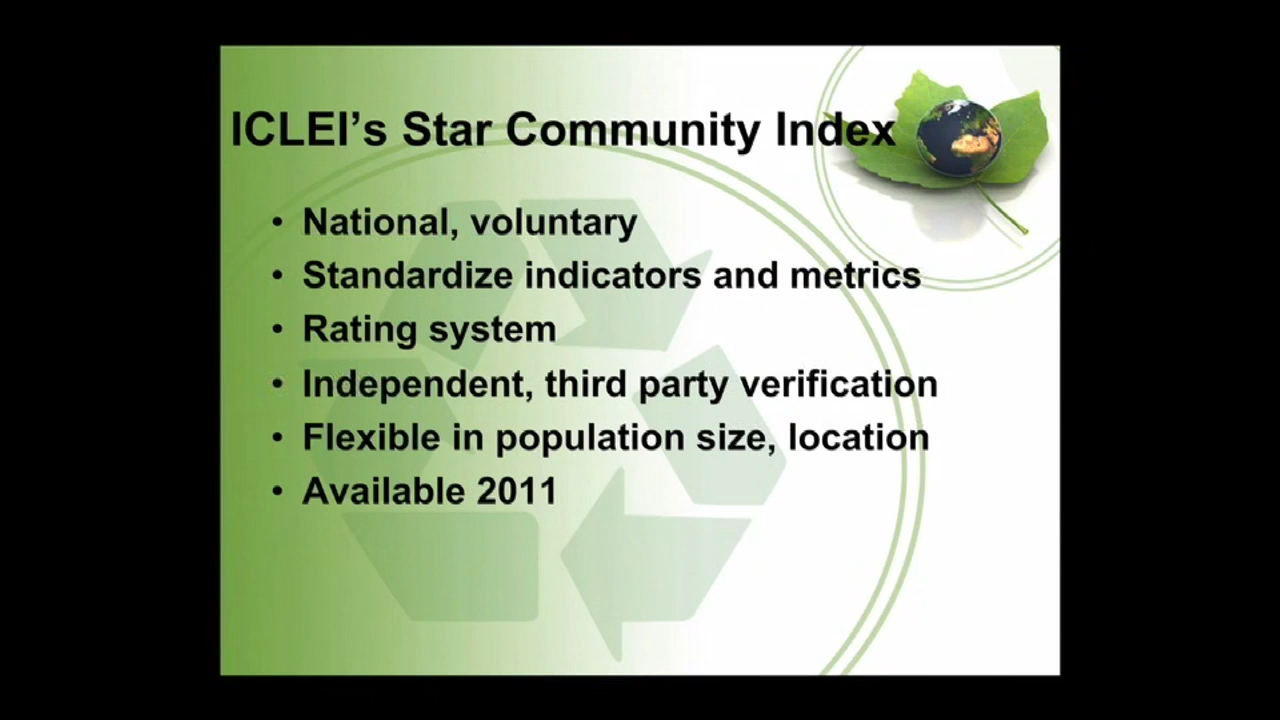 ICLEI's Star Community Index
• National, voluntary
• Standardize indicators and metrics
• Rating system
• Independent, third party verification
• Flexible in population size, location
• Available 2011